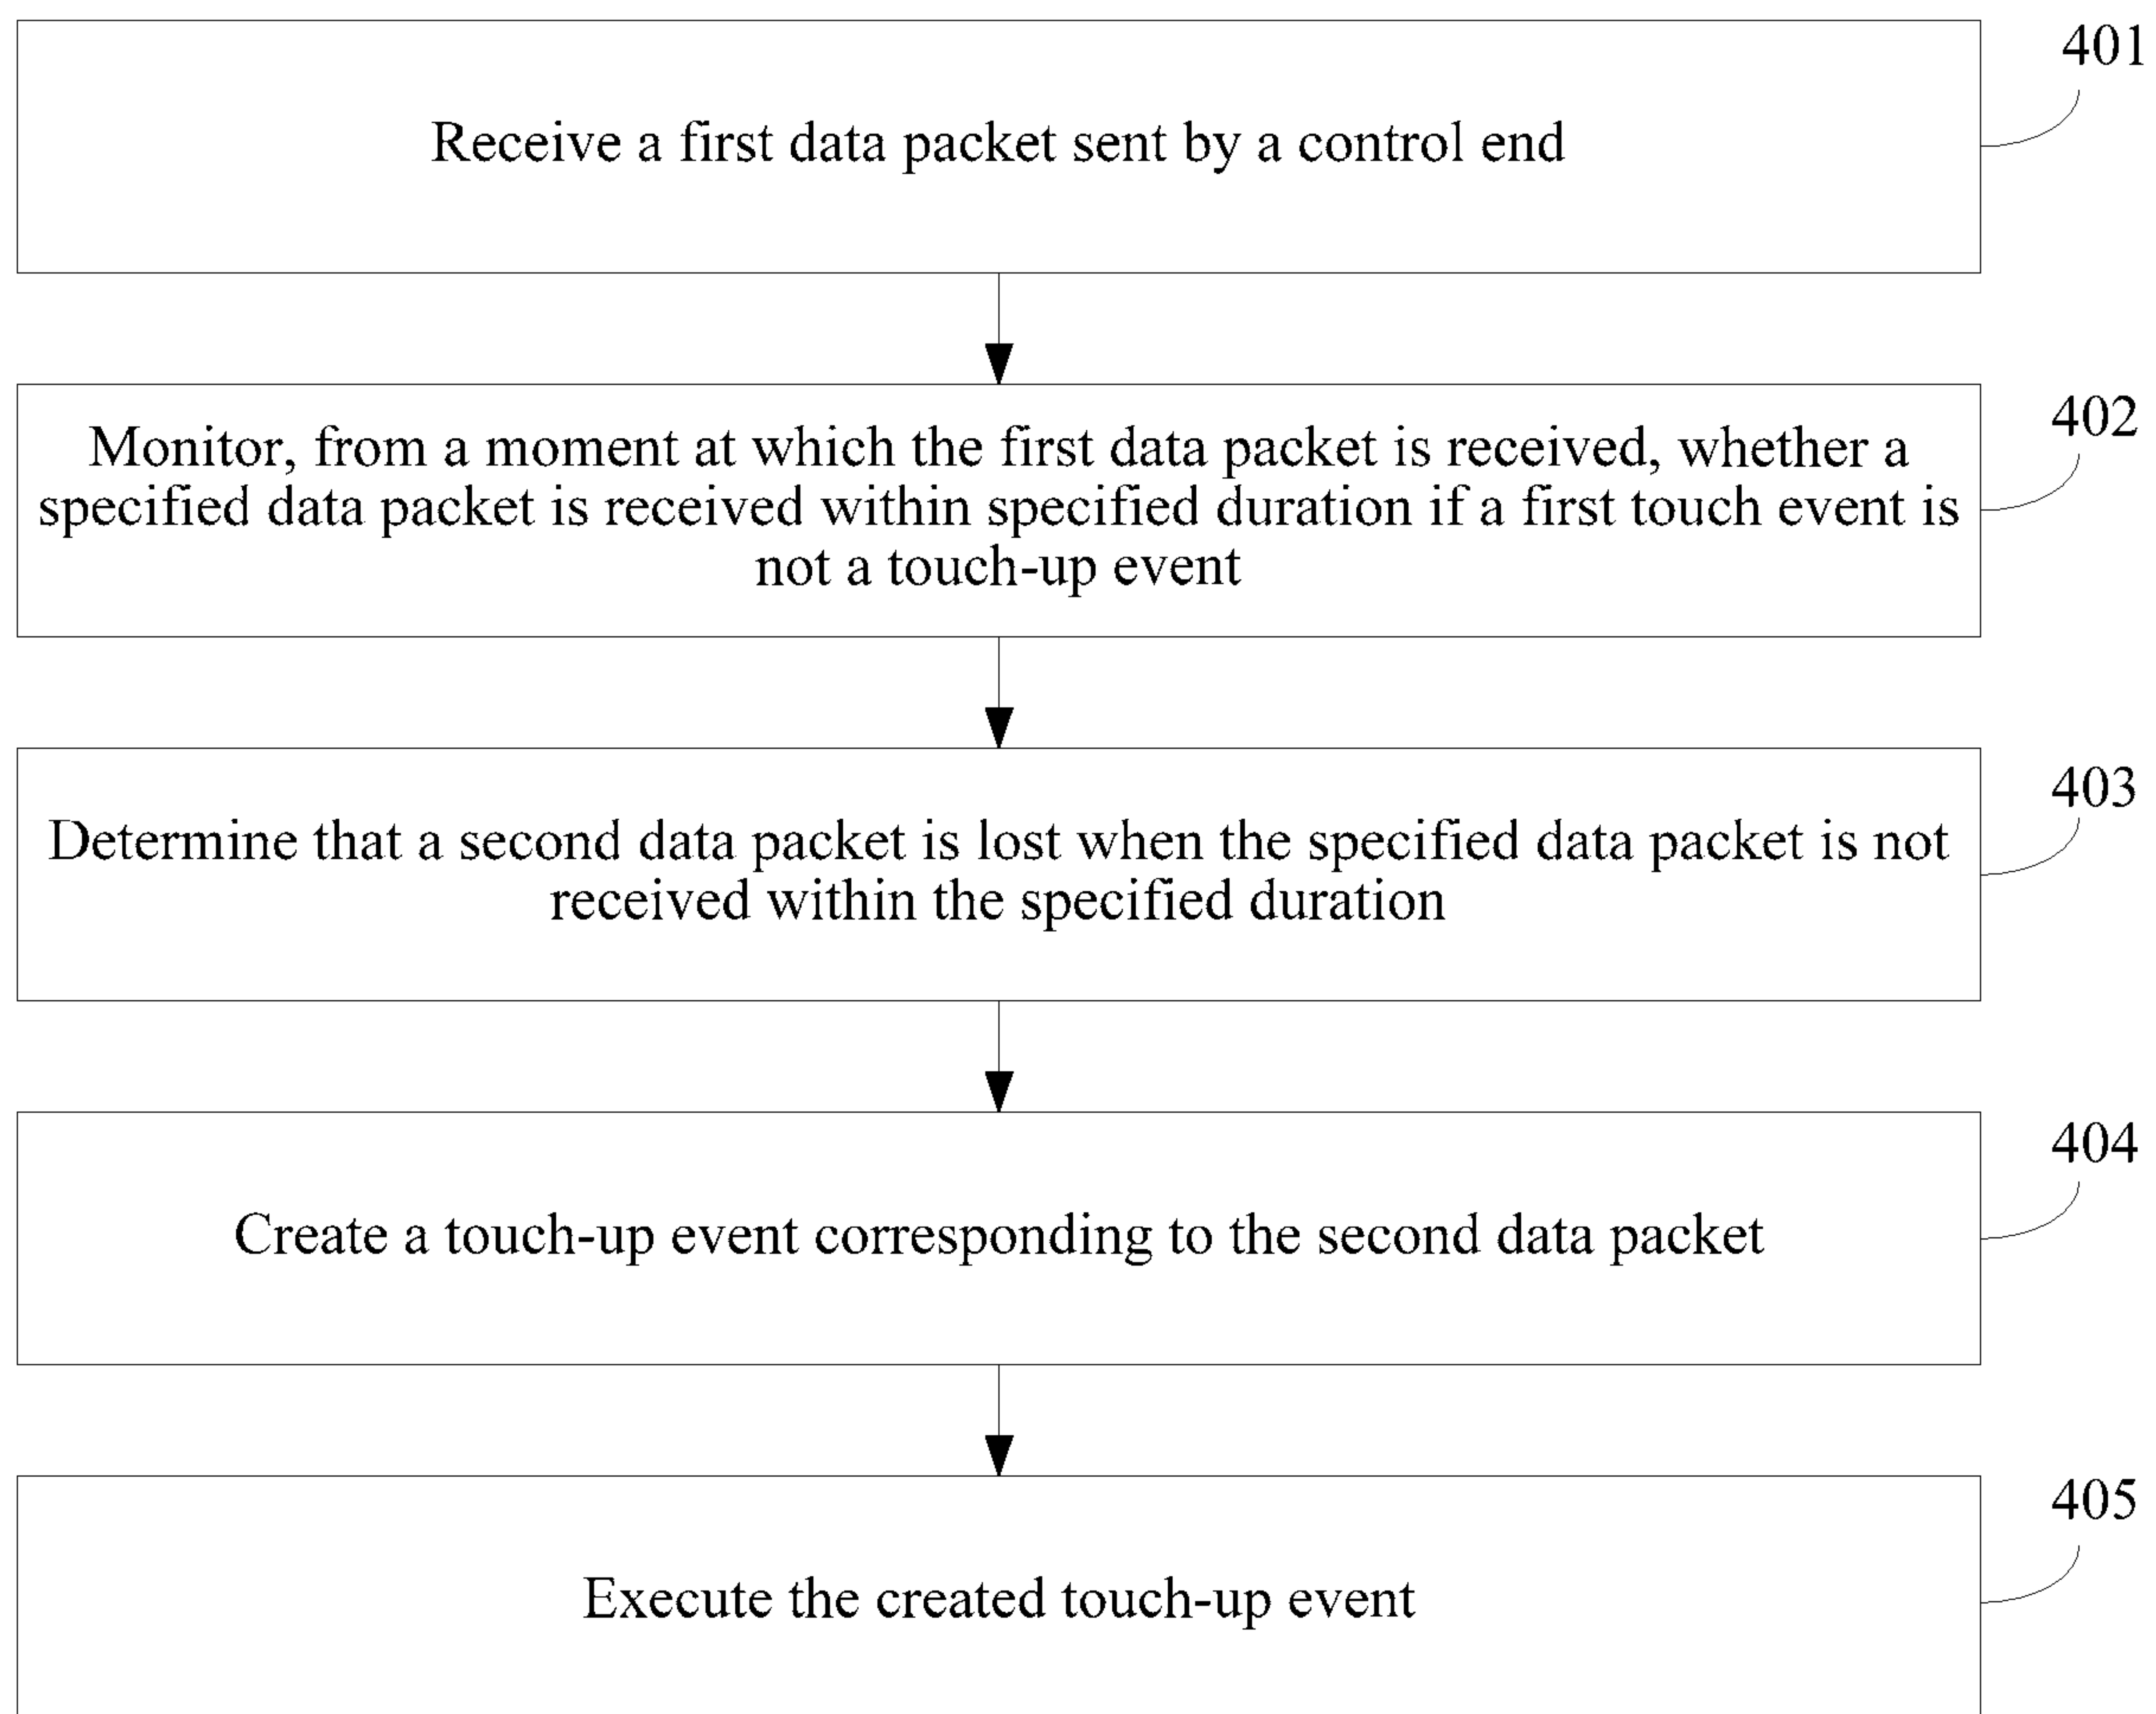 401
Receive a first data packet sent by a control end
402
Monitor, from a moment at which the first data packet is received, whether a
specified data packet is received within specified duration if a first touch event is
not a touch-up event
403
Determine that a second data packet is lost when the specified data packet is not
received within the specified duration
404
Create a touch-up event corresponding to the second data packet
405
Execute the created touch-up event